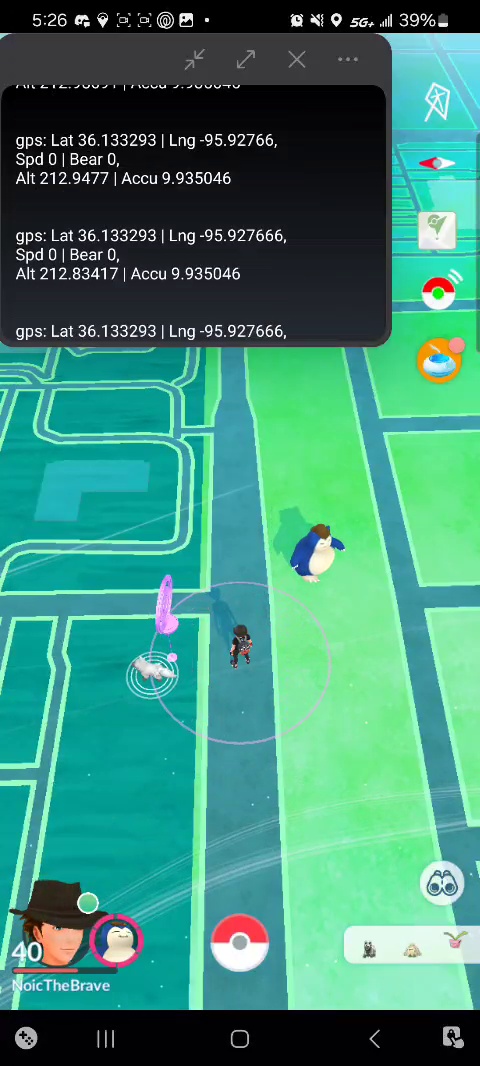 5:26
5G+
39%
gps: Lat 36.133293 | Lng -95.92766,
Spd 0 | Bear 0,
Alt 212.9477 | Accu 9.935046
gps: Lat 36.133293 | Lng -95.927666,
Spd 0 | Bear 0,
Alt 212.83417 | Accu 9.935046
gps: Lat 36.133293 | Lng -95.927666,
40
NoicTheBrave